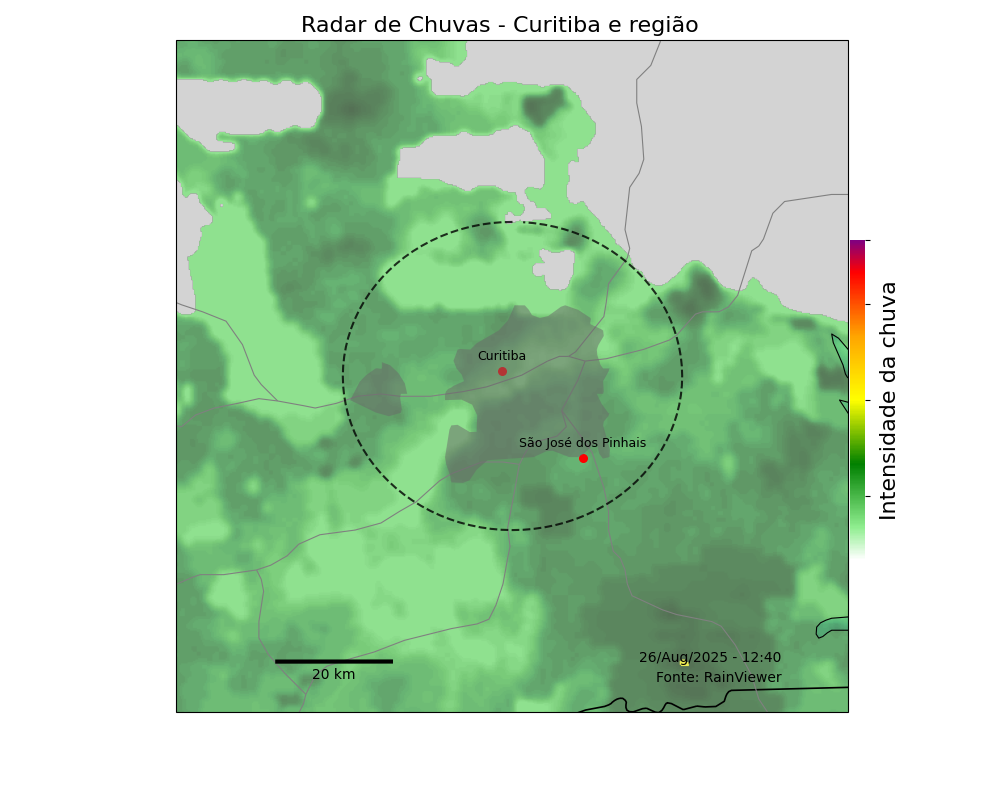 Radar de Chuvas - Curitiba e região
Curitiba
São José dos Pinhais
Intensidade da chuva
26/Aug/2025 - 12:40
Fonte: RainViewer
20 km